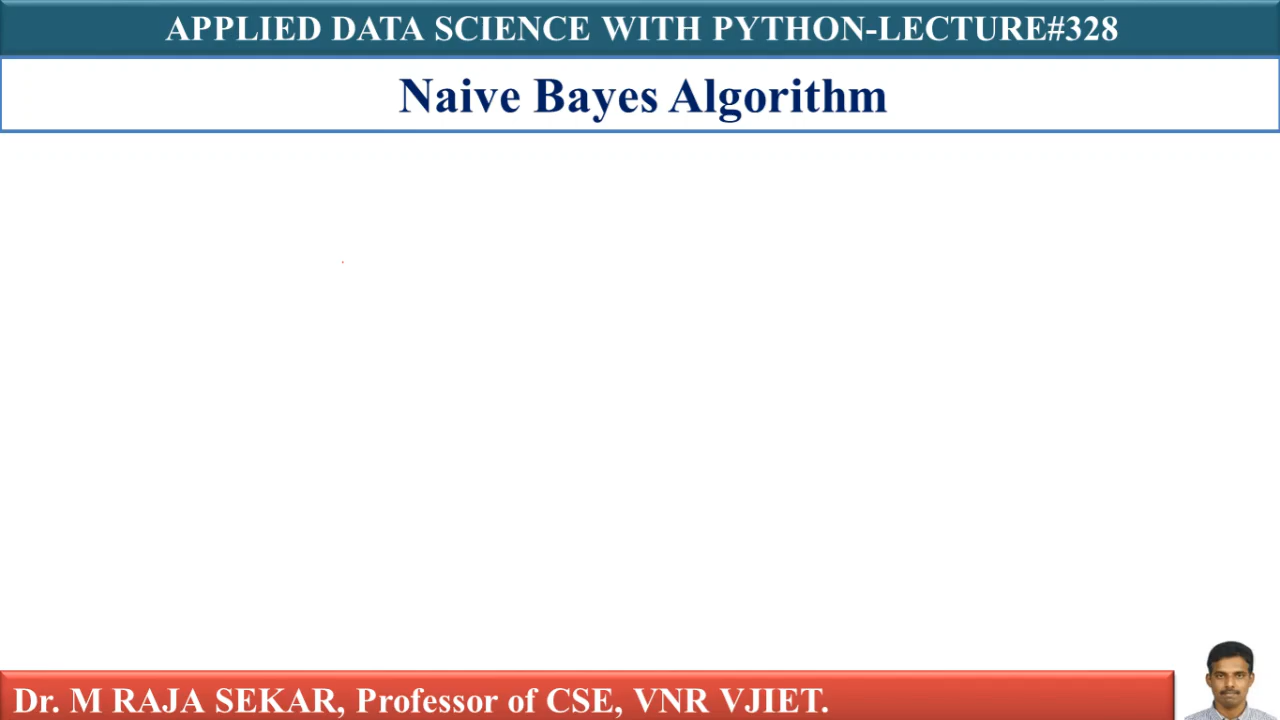 APPLIED DATA SCIENCE WITH PYTHON-LECTURE#328
Naive Bayes Algorithm
Dr. M RAJA SEKAR, Professor of CSE, VNR VJIET.